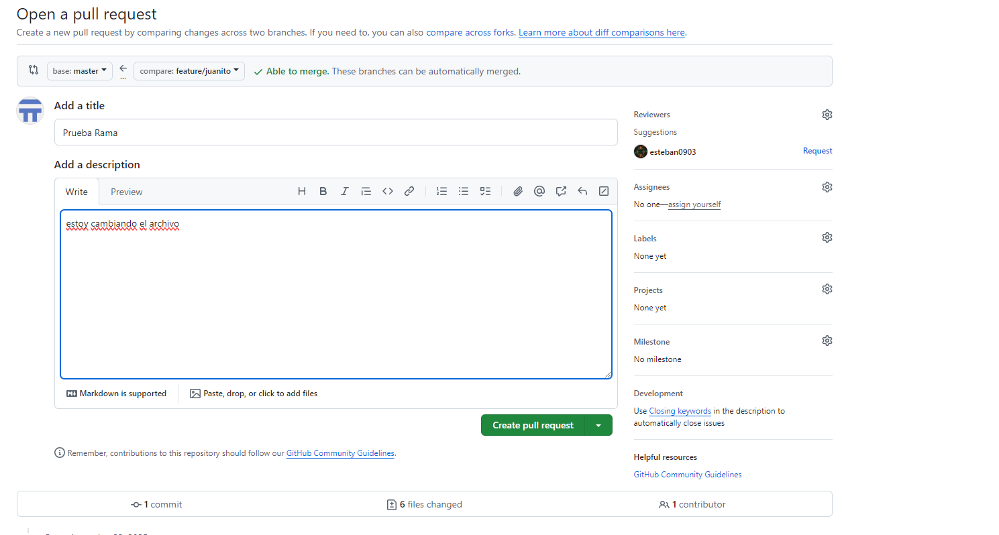 Open a pull request
Create a new pull request by comparing changes across two branches. If you need to, you can also compare across forks. Learn more about diff comparisons here.
base: master
...
compare: feature/juanito
Able to merge. These branches can be automatically merged.
Add a title
Prueba Rama
Add a description
Write
Preview
estoy cambiando el archivo
Markdown is supported
Paste, drop, or click to add files
Create pull request
Remember, contributions to this repository should follow our GitHub Community Guidelines.
Reviewers
Suggestions
esteban0903
Request
Assignees
No one—assign yourself
Labels
None yet
Projects
None yet
Milestone
No milestone
Development
Use Closing keywords in the description to
automatically close issues
Helpful resources
GitHub Community Guidelines
1 commit
6 files changed
1 contributor